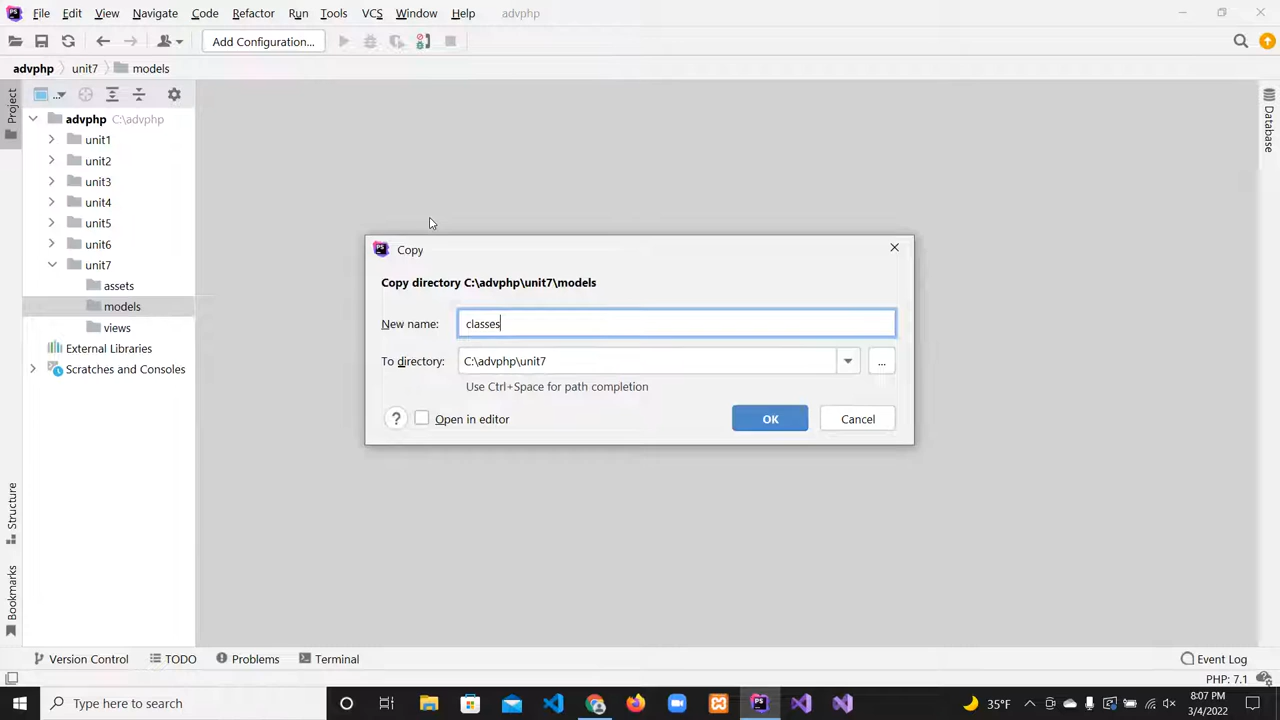 File Edit View Navigate Code Refactor Run Tools VCS Window Help advphp
Add Configuration...
advphp unit7 models
Project
...
advphp C:\advphp
unit1
unit2
unit3
unit4
unit5
unit6
unit7
assets
models
views
External Libraries
Scratches and Consoles
Database
PS Copy
Copy directory C:\advphp\unit7\models
New name: classes
To directory: C:\advphp\unit7
...
Use Ctrl+Space for path completion
? Open in editor
OK Cancel
Structure
Bookmarks
Version Control TODO Problems Terminal Event Log
PHP: 7.1
Type here to search
35°F
8:07 PM
3/4/2022